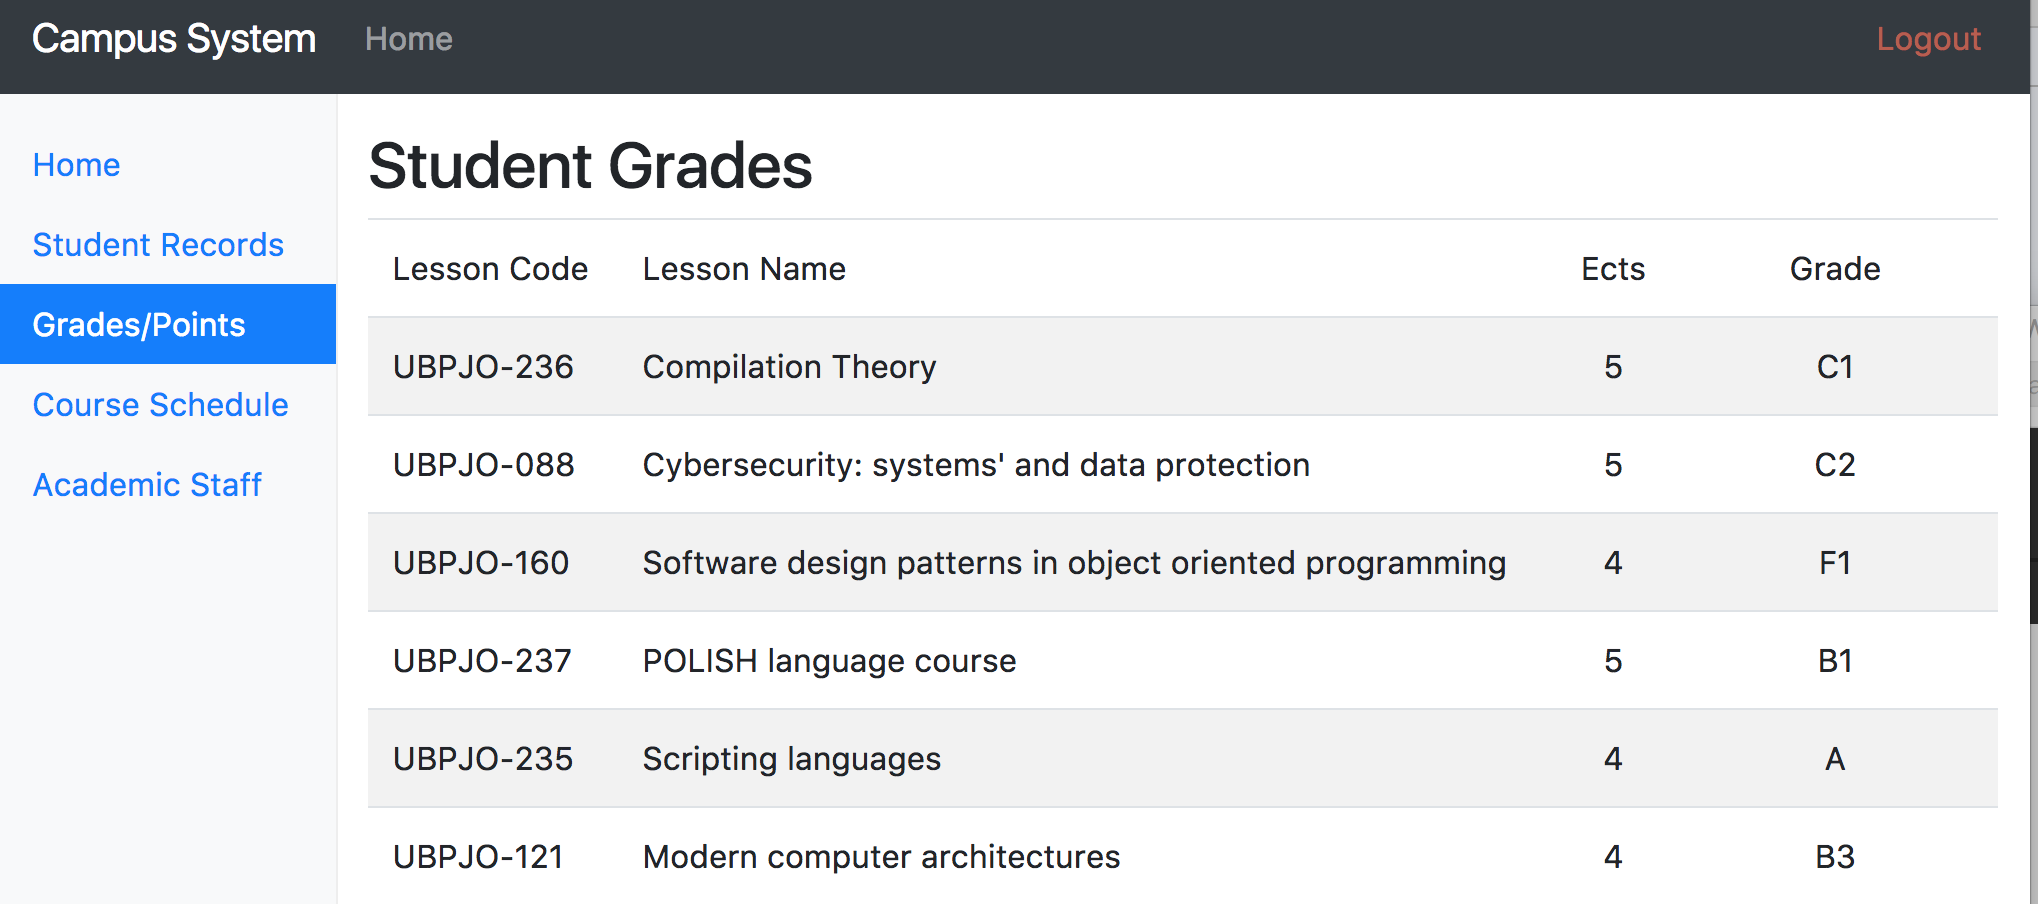 Campus System Home Logout
Home
Student Records
Grades/Points
Course Schedule
Academic Staff
Student Grades
Lesson Code Lesson Name Ects Grade
UBPJO-236 Compilation Theory 5 C1
UBPJO-088 Cybersecurity: systems' and data protection 5 C2
UBPJO-160 Software design patterns in object oriented programming 4 F1
UBPJO-237 POLISH language course 5 B1
UBPJO-235 Scripting languages 4 A
UBPJO-121 Modern computer architectures 4 B3